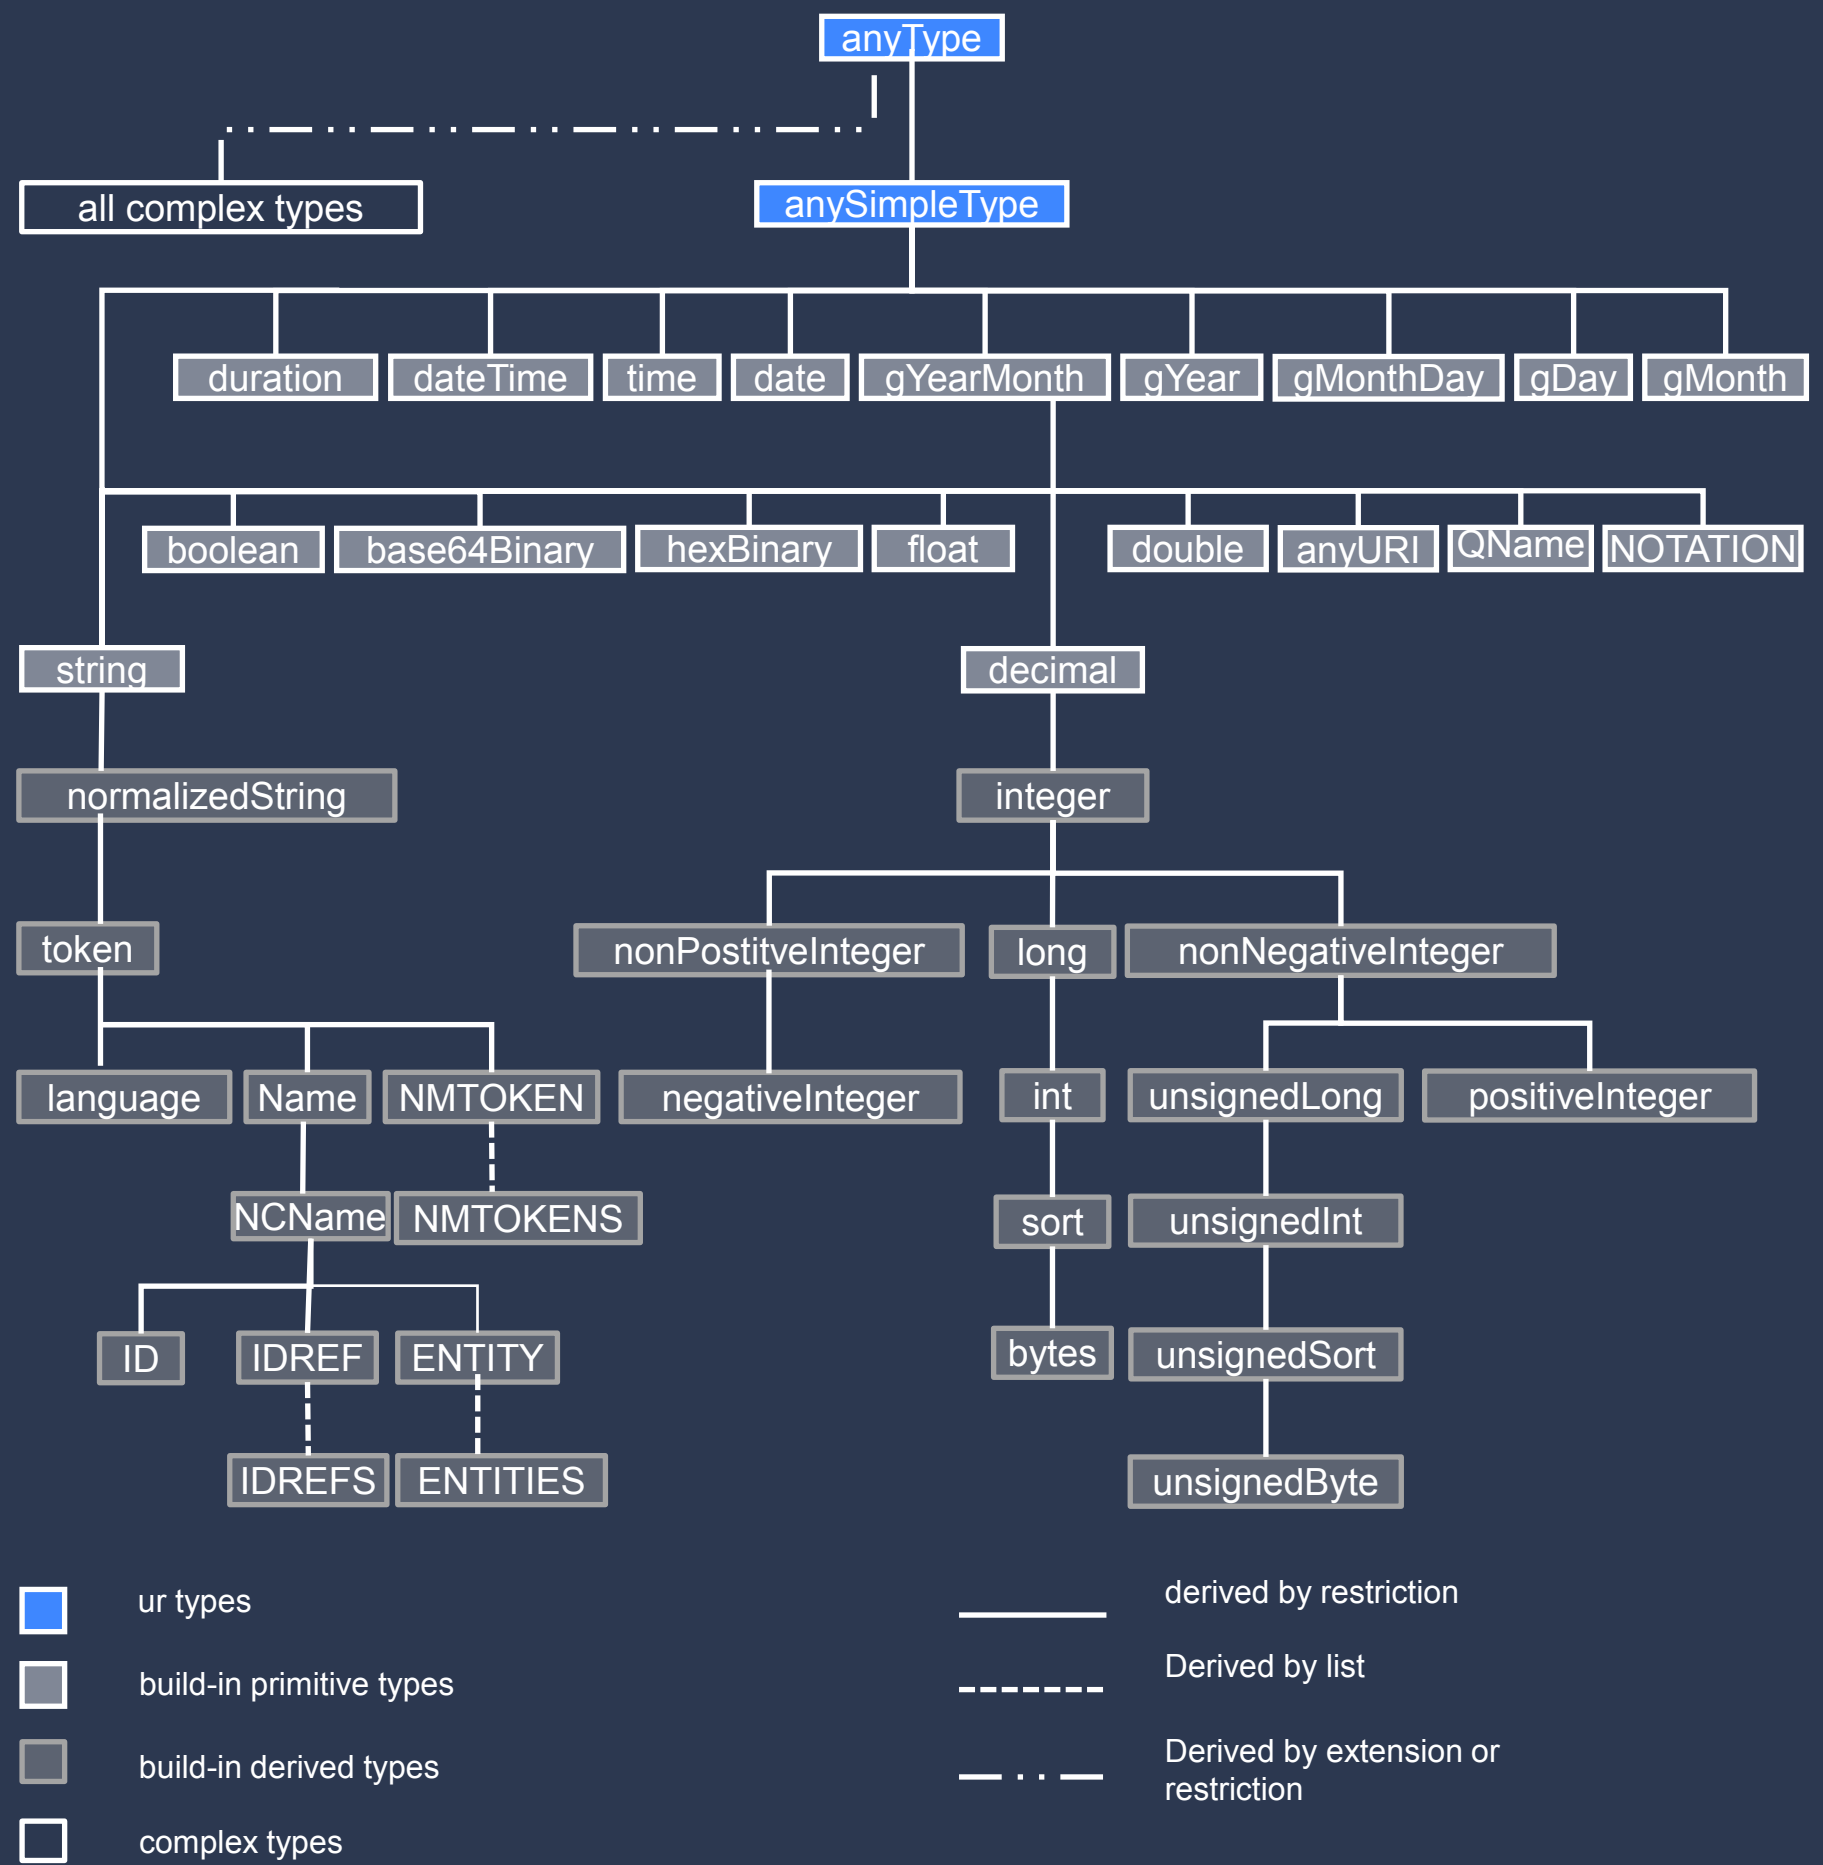 anyType
all complex types
anySimpleType
duration
dateTime
time
date
gYearMonth
gYear
gMonthDay
gDay
gMonth
boolean
base64Binary
hexBinary
float
double
anyURI
QName
NOTATION
string
decimal
normalizedString
integer
token
nonPostitveInteger
long
nonNegativeInteger
language
Name
NMTOKEN
negativeInteger
int
unsignedLong
positiveInteger
NCName
NMTOKENS
sort
unsignedInt
ID
IDREF
ENTITY
bytes
unsignedSort
IDREFS
ENTITIES
unsignedByte
ur types
build-in primitive types
build-in derived types
complex types
derived by restriction
Derived by list
Derived by extension or
restriction